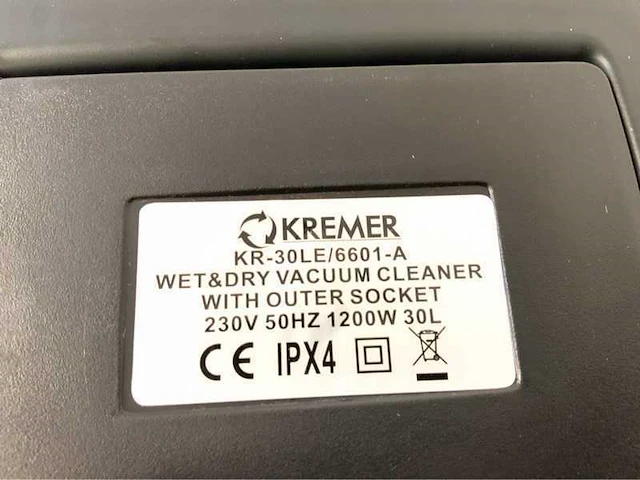 KREMER
KR-30LE/6601-A
WET&DRY VACUUM CLEANER
WITH OUTER SOCKET
230V 50HZ 1200W 30L
CE IPX4